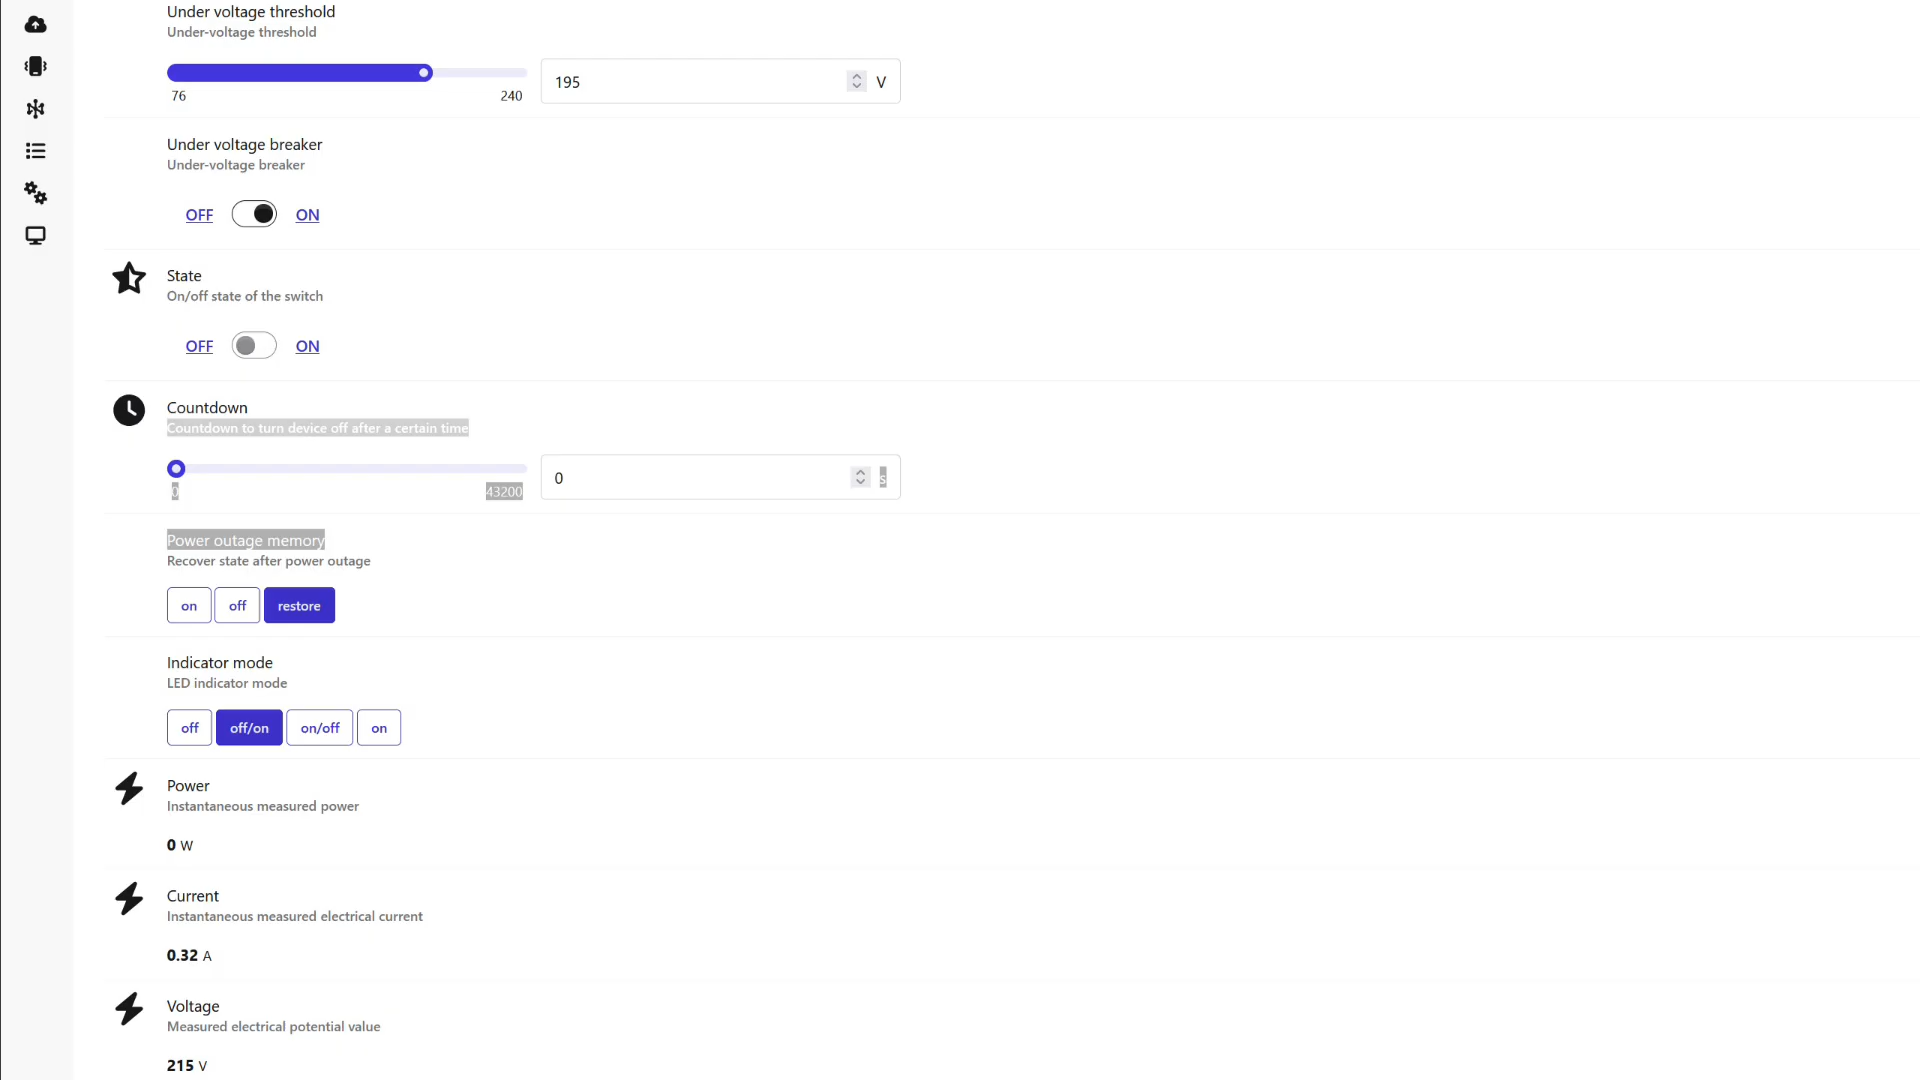 Under voltage threshold
Under-voltage threshold
76 240
195 V
Under voltage breaker
Under-voltage breaker
OFF ON
State
On/off state of the switch
OFF ON
Countdown
Countdown to turn device off after a certain time
0 43200
0 s
Power outage memory
Recover state after power outage
on off restore
Indicator mode
LED indicator mode
off off/on on/off on
Power
Instantaneous measured power
0 W
Current
Instantaneous measured electrical current
0.32 A
Voltage
Measured electrical potential value
215 V